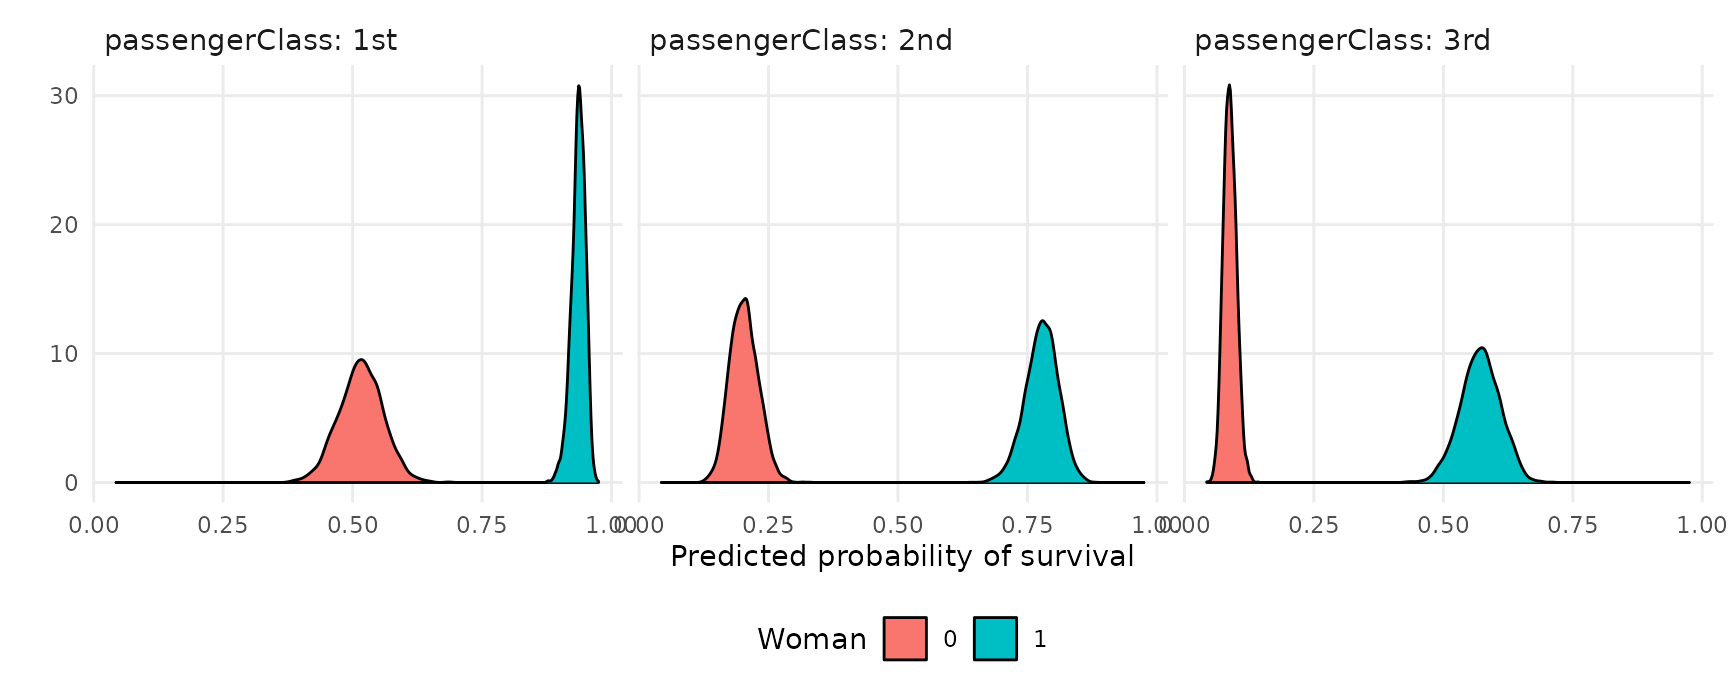 passengerClass: 1st passengerClass: 2nd passengerClass: 3rd
30
20
10
0
0.00 0.25 0.50 0.75 1.00 0.00 0.25 0.50 0.75 1.00 0.00 0.25 0.50 0.75 1.00
Predicted probability of survival
Woman 0 1